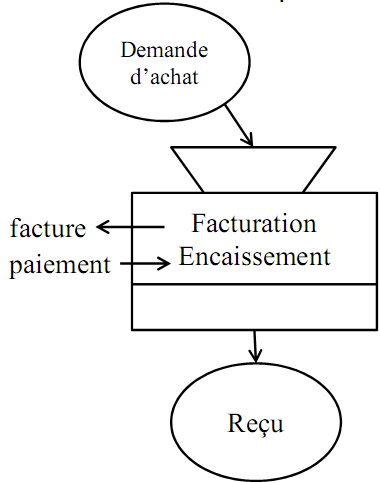 Demande
d'achat
facture
paiement
Facturation
Encaissement
Reçu